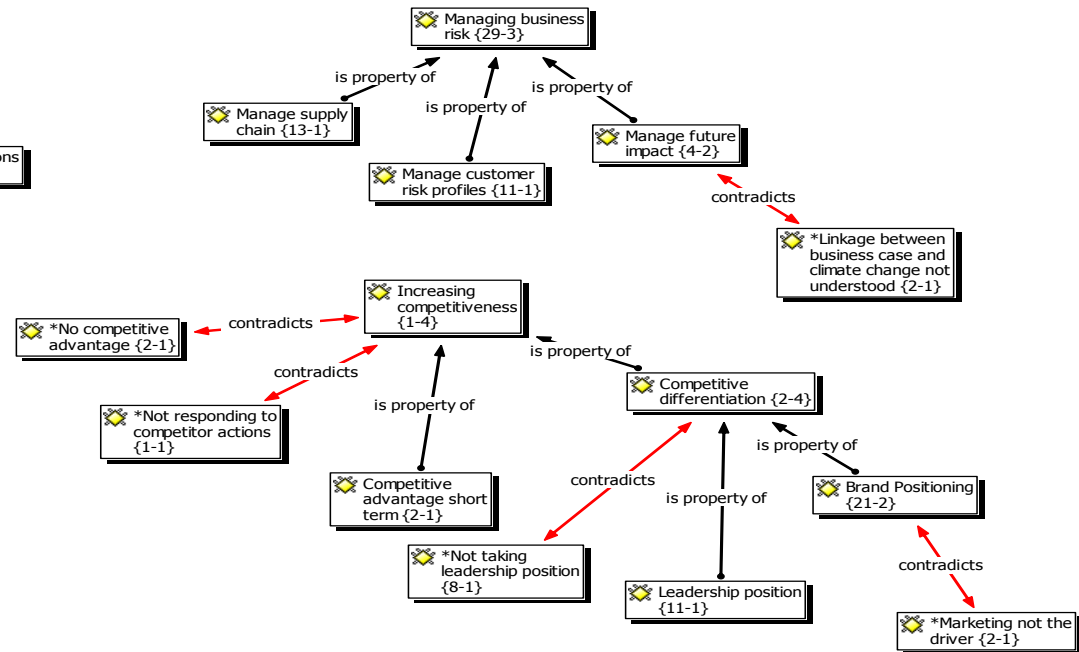 Managing business
risk {29-3}
is property of
is property of
is property of
Manage supply
chain {13-1}
Manage future
impact {4-2}
ons
Manage customer
risk profiles {11-1}
contradicts
*Linkage between
business case and
climate change not
understood {2-1}
Increasing
competitiveness
{1-4}
*No competitive
advantage {2-1}
contradicts
is property of
contradicts
Competitive
differentiation {2-4}
*Not responding to
competitor actions
{1-1}
is property of
is property of
contradicts
is property of
Competitive
advantage short
term {2-1}
Brand Positioning
{21-2}
*Not taking
leadership position
{8-1}
contradicts
Leadership position
{11-1}
*Marketing not the
driver {2-1}